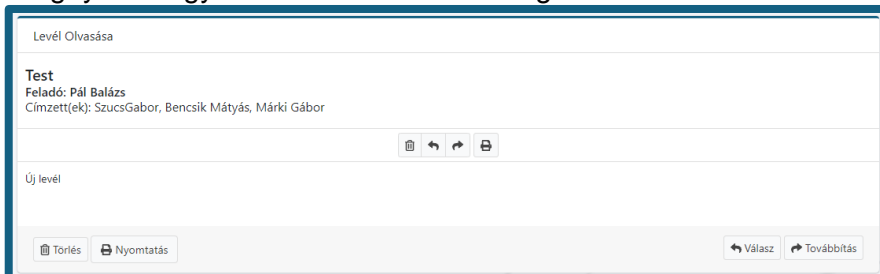 Levél Olvasása
Test
Feladó: Pál Balázs
Címzett(ek): SzucsGabor, Bencsik Mátyás, Márki Gábor
Új levél
Törlés Nyomtatás Válasz Továbbítás